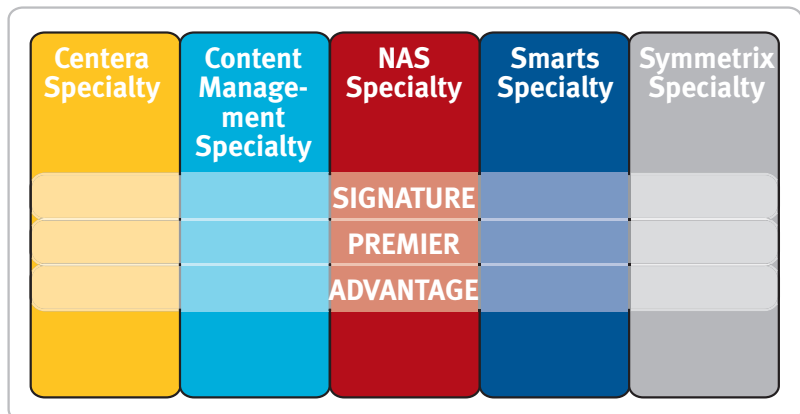 Centera
Specialty
Content
Manage-
ment
Specialty
NAS
Specialty
Smarts
Specialty
Symmetrix
Specialty
SIGNATURE
PREMIER
ADVANTAGE